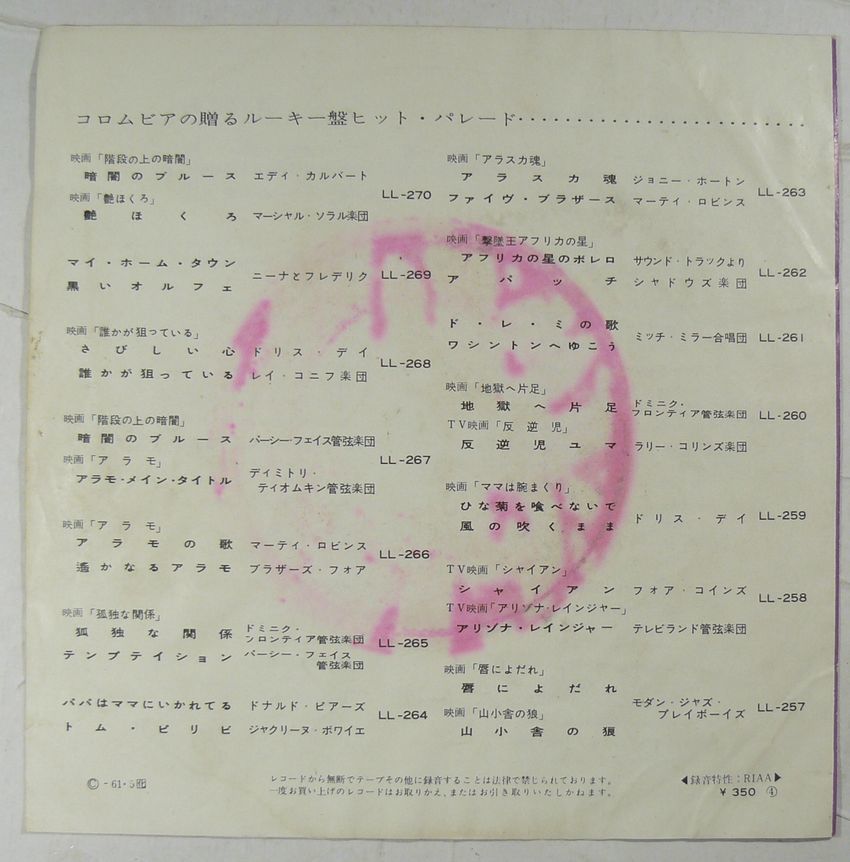 コロムビアの贈るルーキー盤ヒット・パレード・・・・・・・・・・・・・・・・・・・・・・・・
映画「階段の上の暗闇」
暗闇のブルース エディ・カルバート
LL-270
映画「艶ほくろ」
艶ほくろ マーシャル・ソラル楽団
マイ・ホーム・タウン
ニーナとフレデリク LL-269
黒いオルフェ
映画「誰かが狙っている」
さびしい心 ドリス・デイ
LL-268
誰かが狙っている レイ・コニフ楽団
映画「階段の上の暗闇」
暗闇のブルース パーシー・フェイス管弦楽団
LL-267
映画「アラモ」
アラモ・メイン・タイトル ディミトリ・
ティオムキン管弦楽団
映画「アラモ」
アラモの歌 マーティ・ロビンス
LL-266
遙かなるアラモ ブラザーズ・フォア
映画「孤独な関係」
孤独な関係 ドミニク・
フロンティア管弦楽団
LL-265
テンプテイション パーシー・フェイス
管弦楽団
パパはママにいかれてる ドナルド・ピアーズ
LL-264
トム・ピリビ ジャクリーヌ・ボワイエ
映画「アラスカ魂」
アラスカ魂 ジョニー・ホートン
LL-263
ファイヴ・ブラザース マーティ・ロビンス
映画「撃墜王アフリカの星」
アフリカの星のボレロ サウンド・トラックより
LL-262
アパッチ シャドウズ楽団
ド・レ・ミの歌
ミッチ・ミラー合唱団 LL-261
ワシントンへゆこう
映画「地獄へ片足」
地獄へ片足 ドミニク・
フロンティア管弦楽団
LL-260
TV映画「反逆児」
反逆児ユマ ラリー・コリンズ楽団
映画「ママは腕まくり」
ひな菊を喰べないで
ドリス・デイ LL-259
風の吹くまま
TV映画「シャイアン」
シャイアン フォア・コインズ
LL-258
TV映画「アリゾナ・レインジャー」
アリゾナ・レインジャー テレビランド管弦楽団
映画「唇によだれ」
唇によだれ
モダン・ジャズ・
プレイボーイズ
LL-257
映画「山小舎の狼」
山小舎の狼
Ⓒ-61・5
レコードから無断でテープその他に録音することは法律で禁じられております。
一度お買い上げのレコードはお取りかえ、またはお引き取りいたしかねます。
◀録音特性：RIAA▶
¥350 ④